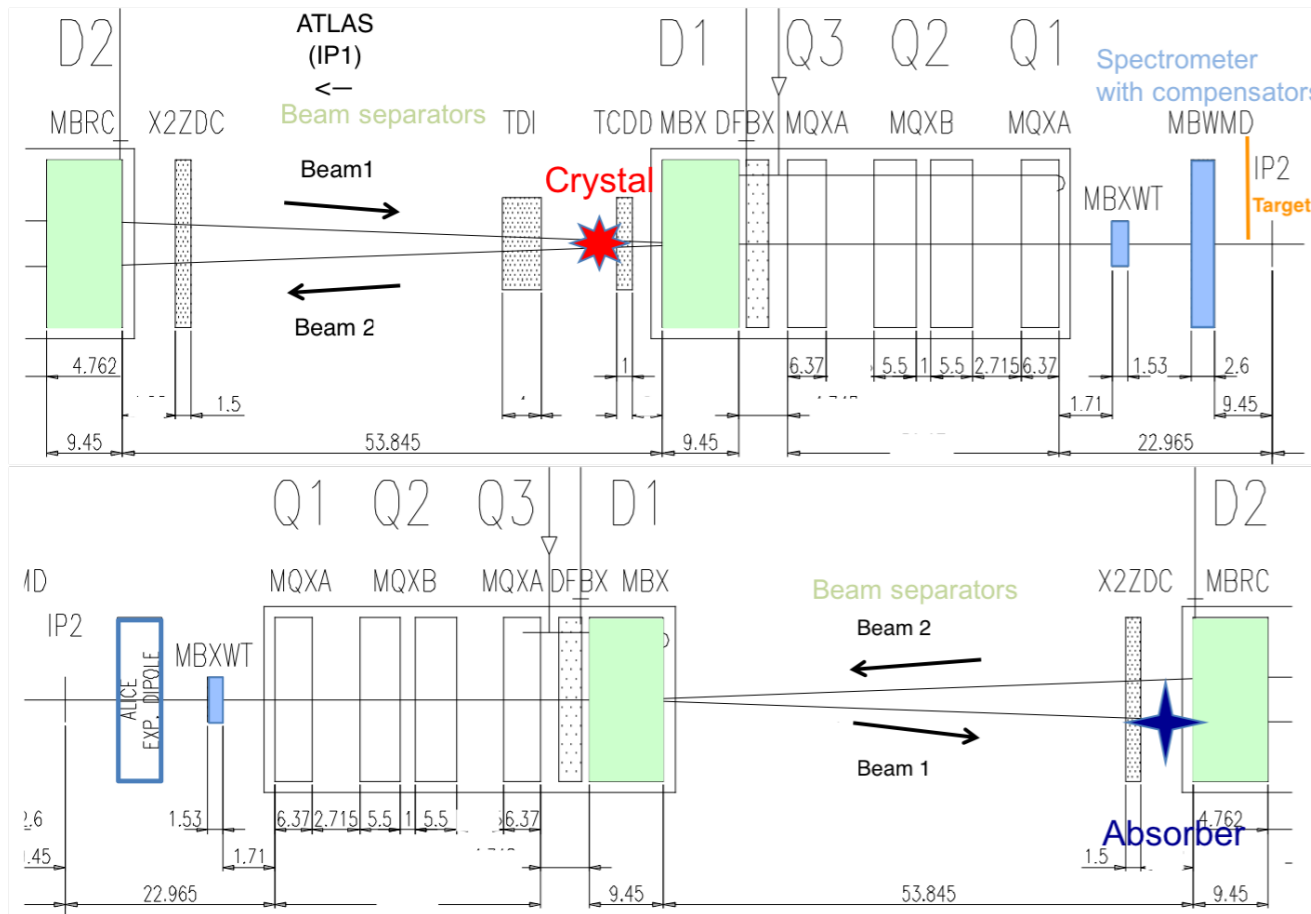 D2
ATLAS
(IP1)
<—
D1
Q3
Q2
Q1
Spectrometer
with compensators
MBRC
X2ZDC
Beam separators
TDI
TCDD
MBX
DFBX
MQXA
MQXB
MQXA
MBWMD
Beam1
Crystal
MBXWT
IP2
Target
Beam 2
4.762
1.5
1
6.37
5.5
1
5.5
2.715
6.37
1.53
2.6
1.71
9.45
9.45
53.845
9.45
22.965
Q1
Q2
Q3
D1
D2
MQXA
MQXB
MQXA
DFBX
MBX
Beam separators
X2ZDC
MBRC
IP2
MBXWT
ALICE
EXP. DIPOLE
Beam 2
Beam 1
1.53
6.37
2.715
5.5
1
5.5
6.37
4.762
Absorber
1.71
1.5
22.965
9.45
53.845
9.45